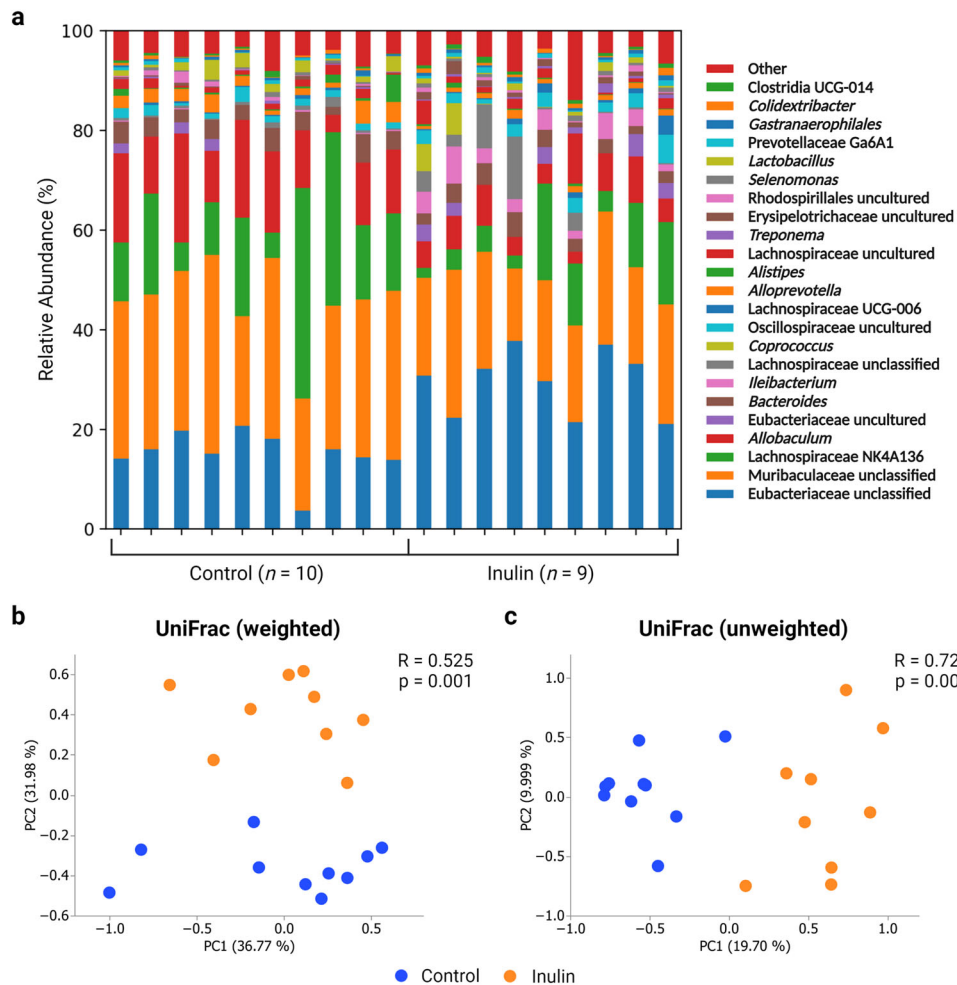 a
100
80
60
40
20
0
Relative Abundance (%)
Control (n = 10)
Inulin (n = 9)
Other
Clostridia UCG-014
Colidextribacter
Gastranaerophilales
Prevotellaceae Ga6A1
Lactobacillus
Selenomonas
Rhodospirillales uncultured
Erysipelotrichaceae uncultured
Treponema
Lachnospiraceae uncultured
Alistipes
Alloprevotella
Lachnospiraceae UCG-006
Oscillospiraceae uncultured
Coprococcus
Lachnospiraceae unclassified
Ileibacterium
Bacteroides
Eubacteriaceae uncultured
Allobaculum
Lachnospiraceae NK4A136
Muribaculaceae unclassified
Eubacteriaceae unclassified
b
UniFrac (weighted)
R = 0.525
p = 0.001
0.6
0.4
0.2
0.0
−0.2
−0.4
−0.6
PC2 (31.98 %)
−1.0 −0.5 0.0 0.5
PC1 (36.77 %)
c
UniFrac (unweighted)
R = 0.72
p = 0.00
1.0
0.5
0.0
−0.5
−1.0
PC2 (9.999 %)
−1.0 −0.5 0.0 0.5 1.0
PC1 (19.70 %)
Control
Inulin